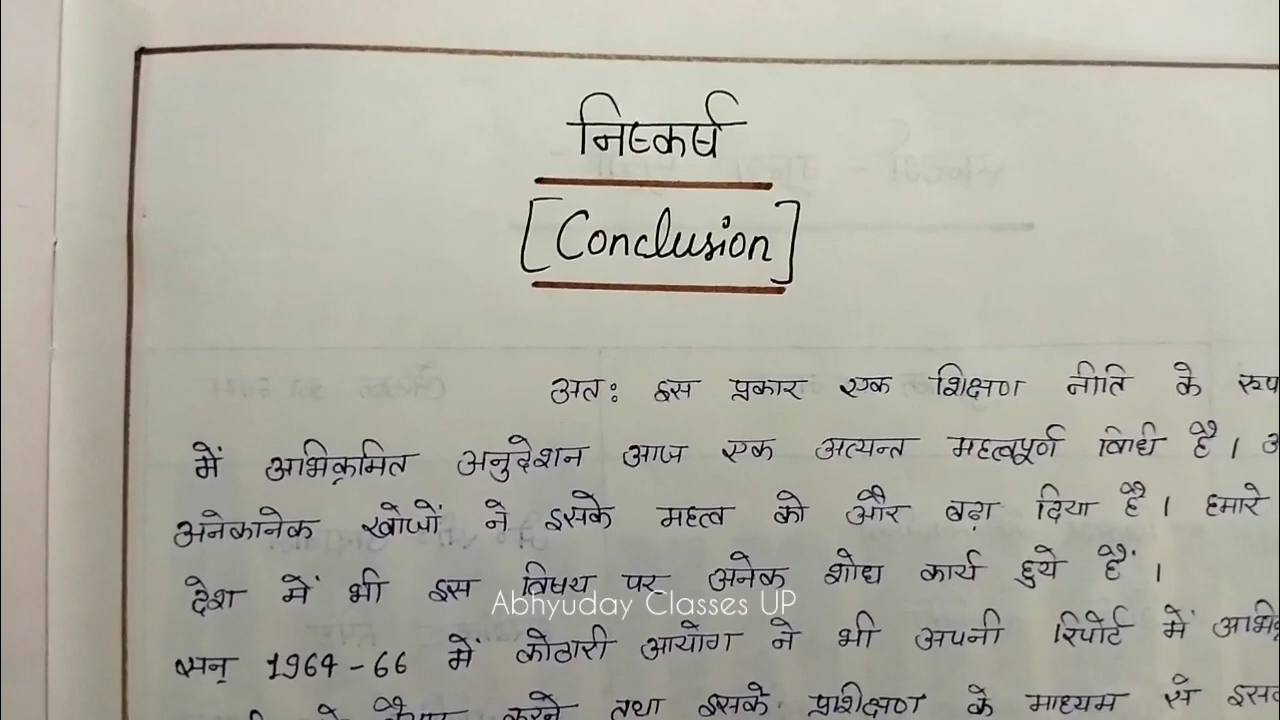 निष्कर्ष
[Conclusion]
अतः इस प्रकार एक शिक्षण नीति के रूप
में अभिक्रमित अनुदेशन आज एक अत्यन्त महत्वपूर्ण विधि है।
अनेकानेक खोजों ने इसके महत्व को और बढ़ा दिया है। हमारे
देश में भी इस विषय पर अनेक शोध कार्य हुये हैं।
Abhyuday Classes UP
सन् 1964-66 में कोठारी आयोग ने भी अपनी रिपोर्ट में
करने तथा इसके प्रशिक्षण के माध्यम से